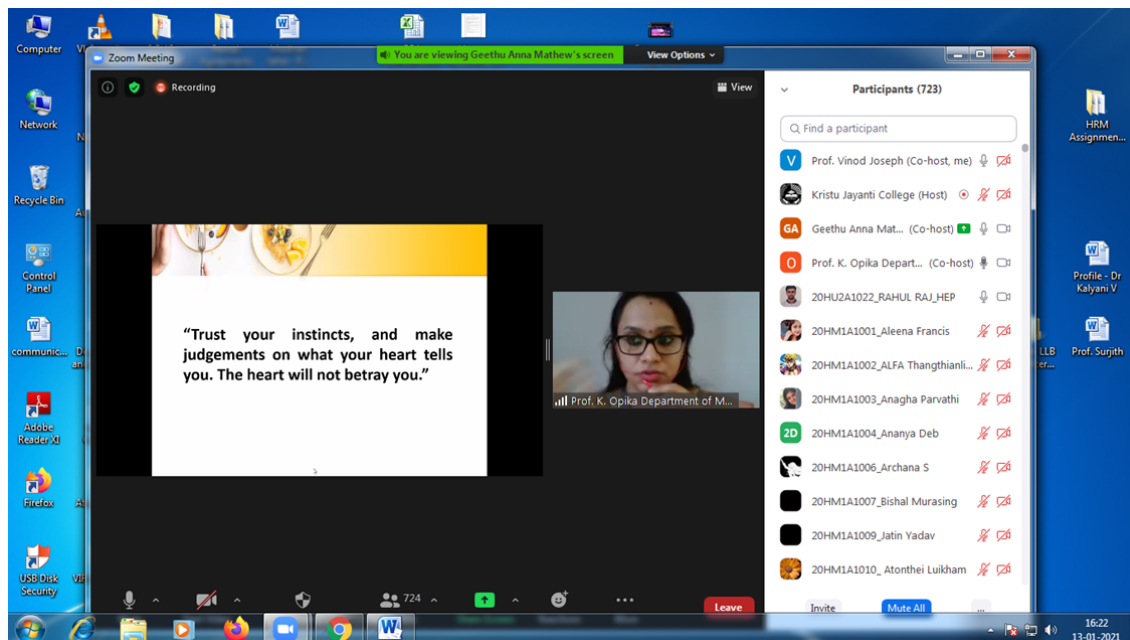 Computer
Zoom Meeting
You are viewing Geethu Anna Mathew's screen
View Options
Recording
View
Participants (723)
Find a participant
V
Prof. Vinod Joseph (Co-host, me)
Kristu Jayanti College (Host)
GA
Geethu Anna Mat... (Co-host)
O
Prof. K. Opika Depart... (Co-host)
20HU2A1022_RAHUL RAJ_HEP
20HM1A1001_Aleena Francis
20HM1A1002_ALFA Thangthianli...
20HM1A1003_Anagha Parvathi
2D
20HM1A1004_Ananya Deb
20HM1A1006_Archana S
20HM1A1007_Bishal Murasing
20HM1A1009_Jatin Yadav
20HM1A1010_ Atonthei Luikham
Invite
Mute All
...
“Trust your instincts, and make
judgements on what your heart tells
you. The heart will not betray you.”
Prof. K. Opika Department of M...
724
Leave
Network
Recycle Bin
Control
Panel
communic...
Adobe
Reader XI
Firefox
USB Disk
Security
HRM
Assignmen...
Profile - Dr
Kalyani V
LLB
Prof. Surjith
16:22
13-01-2021